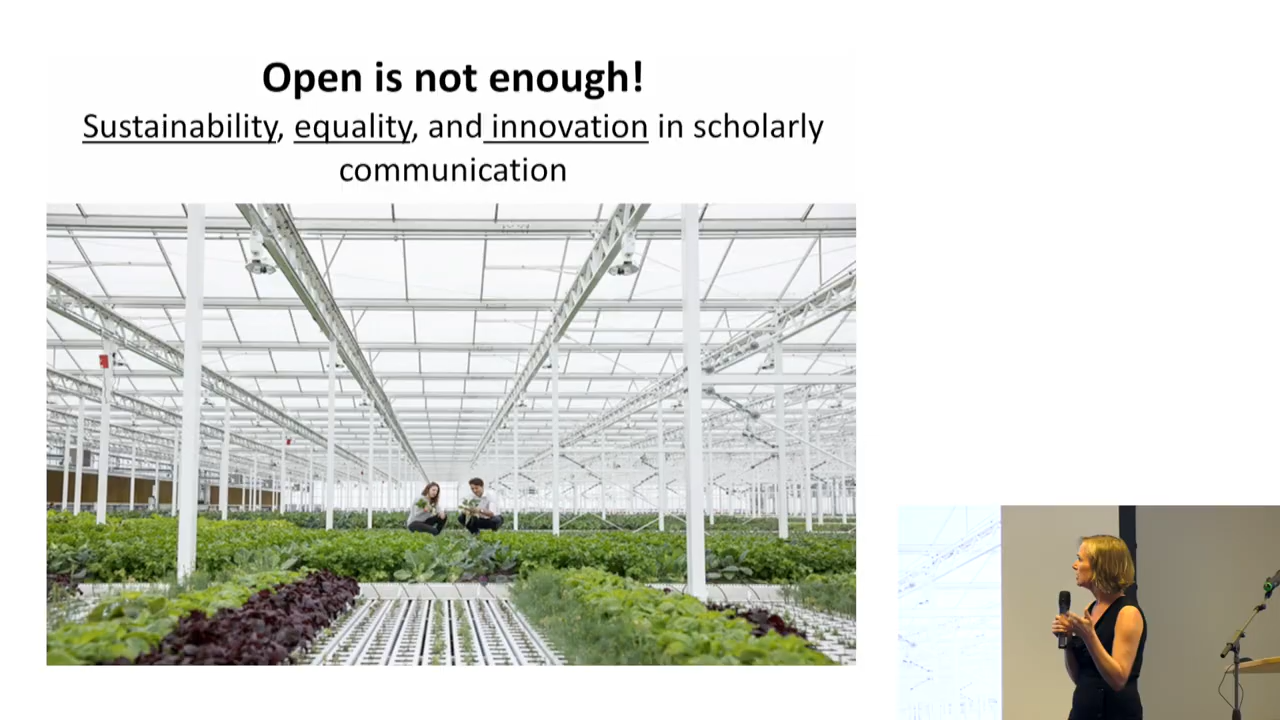 Open is not enough!
Sustainability, equality, and innovation in scholarly
communication